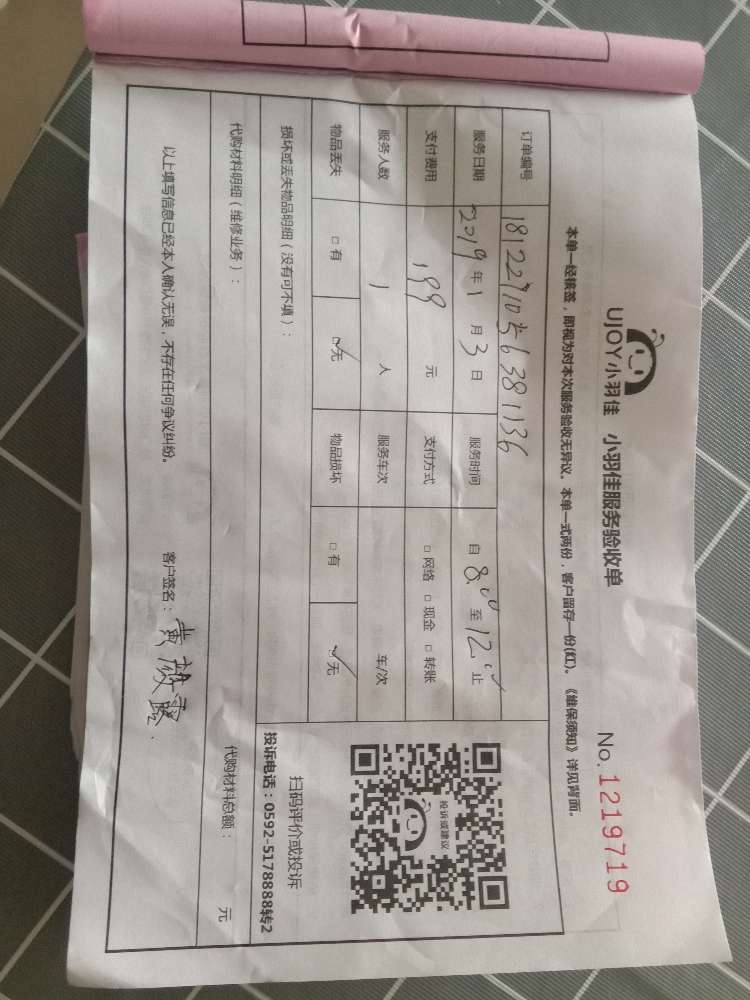 UJOY小羽佳 小羽佳服务验收单 No.1219719
本单一经核签，即视为对本次服务验收无异议。本单一式两份，客户留存一份(红)。《维保须知》详见背面。
订单编号
服务日期 2019年1月3日 服务时间 自8:00至12:00止
支付费用 199元 支付方式 □网络 □现金 □转账
服务人数 1人 服务车次 车/次
物品丢失 □有 □无 物品损坏 □有 □无
损坏或丢失物品明细（没有可不填）：
投诉或建议
扫码评价或投诉
投诉电话：0592-5178888转2
代购材料明细（维修业务）： 代购材料总额： 元
以上填写信息已经本人确认无误，不存在任何争议纠纷。 客户签名：